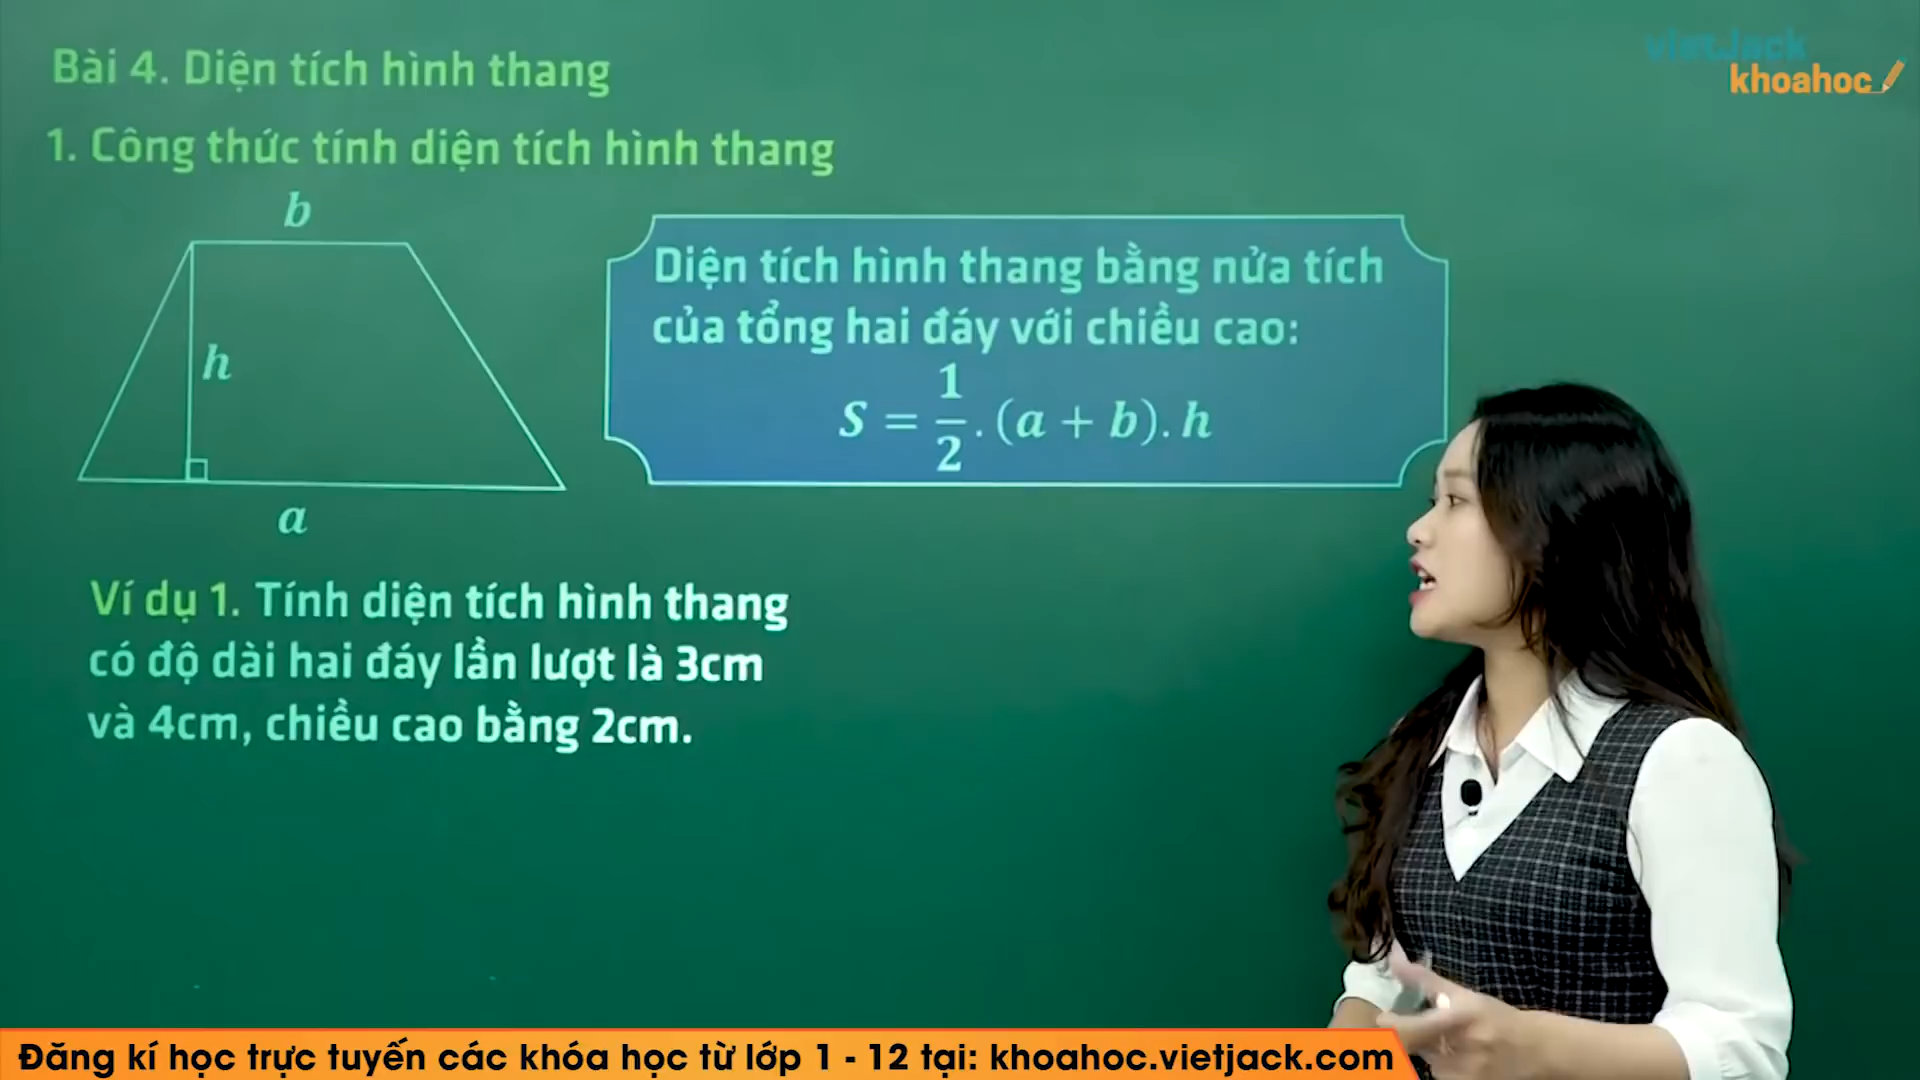 Bài 4. Diện tích hình thang
vietJack
khoahoc
1. Công thức tính diện tích hình thang
b
h
a
Diện tích hình thang bằng nửa tích
của tổng hai đáy với chiều cao:
S = 1/2 . (a + b). h
Ví dụ 1. Tính diện tích hình thang
có độ dài hai đáy lần lượt là 3cm
và 4cm, chiều cao bằng 2cm.
Đăng kí học trực tuyến các khóa học từ lớp 1 - 12 tại: khoahoc.vietjack.com